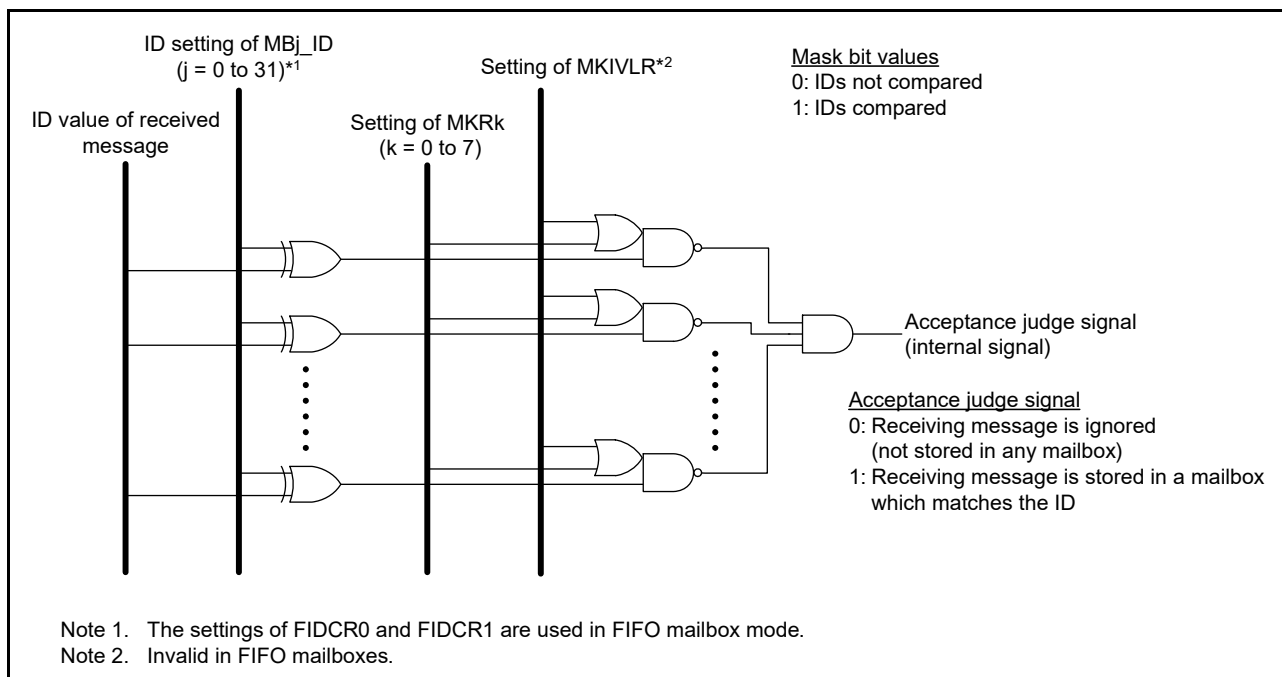 ID setting of MBj_ID
(j = 0 to 31)*1
Setting of MKIVLR*2
Mask bit values
0: IDs not compared
1: IDs compared
ID value of received
message
Setting of MKRk
(k = 0 to 7)
Acceptance judge signal
(internal signal)
Acceptance judge signal
0: Receiving message is ignored
(not stored in any mailbox)
1: Receiving message is stored in a mailbox
which matches the ID
Note 1. The settings of FIDCR0 and FIDCR1 are used in FIFO mailbox mode.
Note 2. Invalid in FIFO mailboxes.